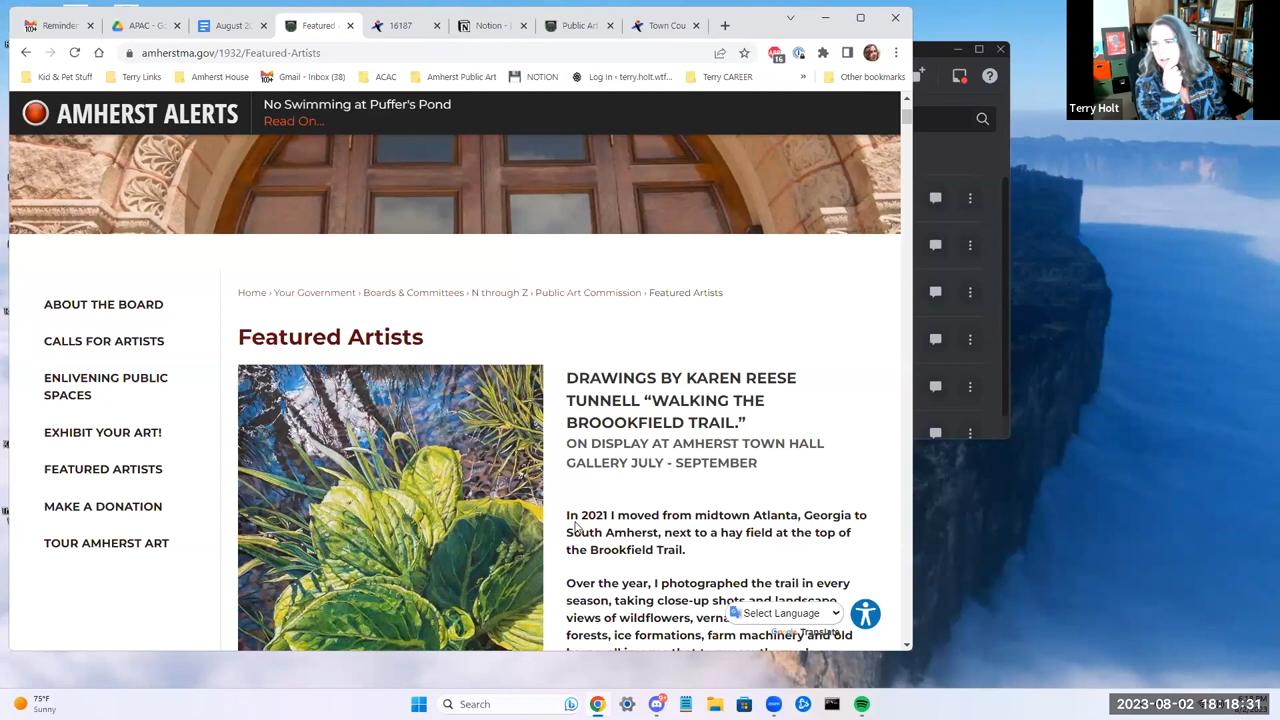 Reminder
APAC - G
August 2
Featured
16187
Notion -
Public Art
Town Cou
amherstma.gov/1932/Featured-Artists
16
Kid & Pet Stuff
Terry Links
Amherst House
Gmail - Inbox (38)
ACAC
Amherst Public Art
NOTION
Log In ‹ terry.holt.wtf...
Terry CAREER
»
Other bookmarks
Terry Holt
AMHERST ALERTS
No Swimming at Puffer's Pond
Read On...
Home › Your Government › Boards & Committees › N through Z › Public Art Commission › Featured Artists
ABOUT THE BOARD
CALLS FOR ARTISTS
ENLIVENING PUBLIC
SPACES
EXHIBIT YOUR ART!
FEATURED ARTISTS
MAKE A DONATION
TOUR AMHERST ART
Featured Artists
DRAWINGS BY KAREN REESE
TUNNELL “WALKING THE
BROOOKFIELD TRAIL.”
ON DISPLAY AT AMHERST TOWN HALL
GALLERY JULY - SEPTEMBER
In 2021 I moved from midtown Atlanta, Georgia to
South Amherst, next to a hay field at the top of
the Brookfield Trail.
Over the year, I photographed the trail in every
season, taking close-up shots and landscape
views of wildflowers,
forests, ice formations, farm machinery and old
Select Language
Google Translate
75°F
Sunny
Search
2023-08-02 18:18:31